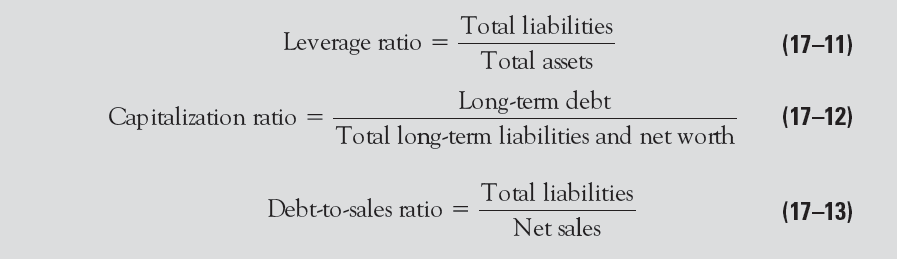 Leverage ratio = Total liabilities / Total assets (17–11)
Capitalization ratio = Long-term debt / Total long-term liabilities and net worth (17–12)
Debt-to-sales ratio = Total liabilities / Net sales (17–13)